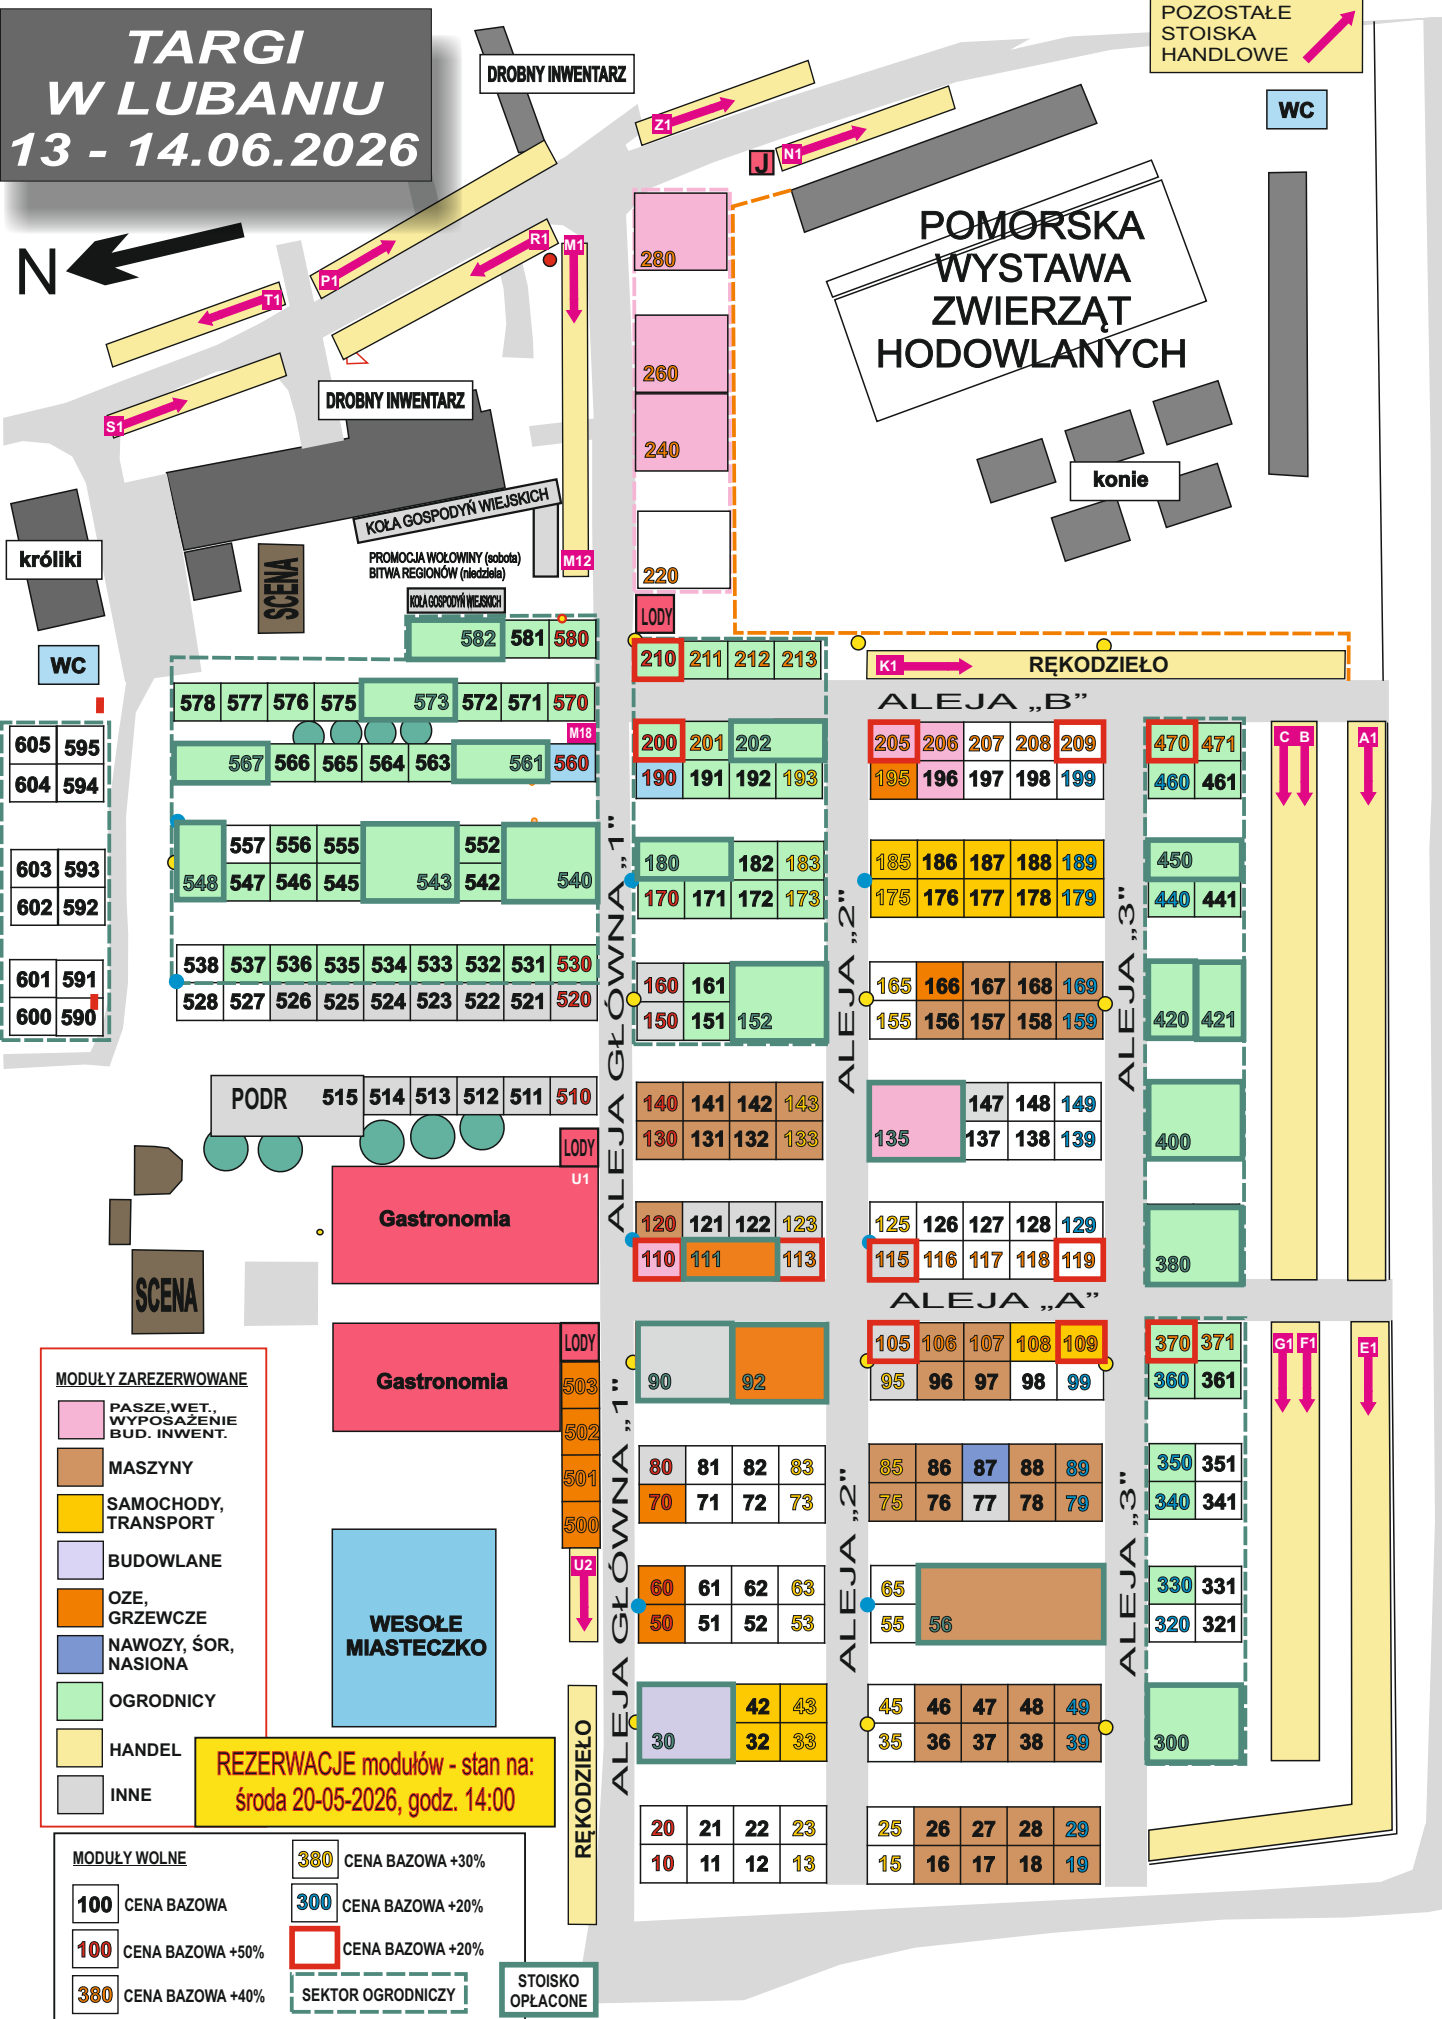 TARGI
W LUBANIU
13 - 14.06.2026
POZOSTAŁE
STOISKA
HANDLOWE
DROBNY INWENTARZ
WC
Z1
N1
J
N
T1
P1
R1
M1
S1
DROBNY INWENTARZ
POMORSKA
WYSTAWA
ZWIERZĄT
HODOWLANYCH
konie
280
260
240
220
KOŁA GOSPODYŃ WIEJSKICH
PROMOCJA WOŁOWINY (sobota)
BITWA REGIONÓW (niedziela)
M12
KOŁA GOSPODYŃ WIEJSKICH
króliki
SCENA
WC
LODY
582 581 580
210 211 212 213
K1 RĘKODZIEŁO
ALEJA „B”
578 577 576 575 573 572 571 570
M18
567 566 565 564 563 561 560
605 595
604 594
603 593
602 592
601 591
600 590
557 556 555 552
548 547 546 545 543 542 540
538 537 536 535 534 533 532 531 530
528 527 526 525 524 523 522 521 520
PODR 515 514 513 512 511 510
200 201 202
190 191 192 193
180 182 183
170 171 172 173
160 161
150 151 152
140 141 142 143
130 131 132 133
120 121 122 123
110 111 113
205 206 207 208 209
195 196 197 198 199
185 186 187 188 189
175 176 177 178 179
165 166 167 168 169
155 156 157 158 159
147 148 149
135 137 138 139
125 126 127 128 129
115 116 117 118 119
470 471
460 461
450
440 441
420 421
400
380
C B A1
ALEJA GŁÓWNA „1”
ALEJA „2”
ALEJA „3”
LODY
U1
Gastronomia
SCENA
ALEJA „A”
Gastronomia
LODY
503
502
501
500
U2
WESOŁE
MIASTECZKO
RĘKODZIEŁO
90 92
80 81 82 83
70 71 72 73
60 61 62 63
50 51 52 53
42 43
30 32 33
20 21 22 23
10 11 12 13
105 106 107 108 109
95 96 97 98 99
85 86 87 88 89
75 76 77 78 79
65
55 56
45 46 47 48 49
35 36 37 38 39
25 26 27 28 29
15 16 17 18 19
370 371
360 361
350 351
340 341
330 331
320 321
300
G1 F1 E1
ALEJA GŁÓWNA „1”
ALEJA „2”
ALEJA „3”
MODUŁY ZAREZERWOWANE
PASZE,WET.,
WYPOSAŻENIE
BUD. INWENT.
MASZYNY
SAMOCHODY,
TRANSPORT
BUDOWLANE
OZE,
GRZEWCZE
NAWOZY, ŚOR,
NASIONA
OGRODNICY
HANDEL
INNE
REZERWACJE modułów - stan na:
środa 20-05-2026, godz. 14:00
MODUŁY WOLNE
100 CENA BAZOWA
100 CENA BAZOWA +50%
380 CENA BAZOWA +40%
380 CENA BAZOWA +30%
300 CENA BAZOWA +20%
CENA BAZOWA +20%
SEKTOR OGRODNICZY
STOISKO
OPŁACONE